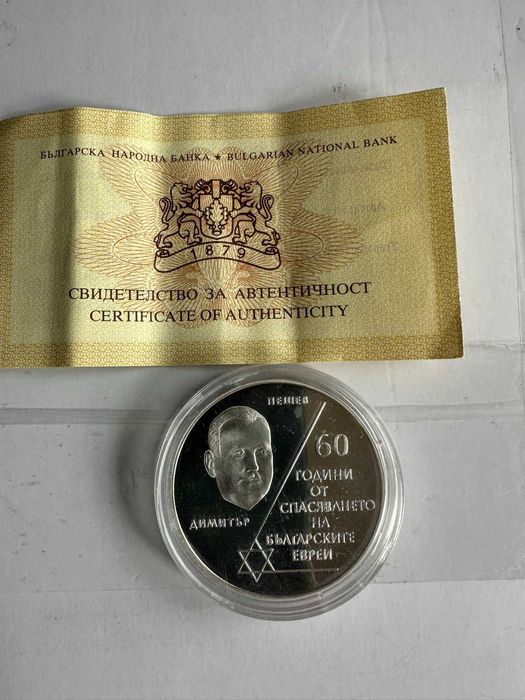 БЪЛГАРСКА НАРОДНА БАНКА ★ BULGARIAN NATIONAL BANK
1879
СВИДЕТЕЛСТВО ЗА АВТЕНТИЧНОСТ
CERTIFICATE OF AUTHENTICITY
ПЕШЕВ
60
ГОДИНИ
ОТ
СПАСЯВАНЕТО
НА
БЪЛГАРСКИТЕ
ЕВРЕИ
ДИМИТЪР